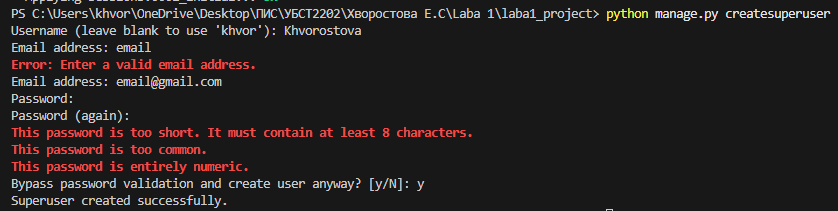 PS C:\Users\khvor\OneDrive\Desktop\ПИС\УБСТ2202\Хворостова Е.С\Laba 1\laba1_project> python manage.py createsuperuser
Username (leave blank to use 'khvor'): Khvorostova
Email address: email
Error: Enter a valid email address.
Email address: email@gmail.com
Password:
Password (again):
This password is too short. It must contain at least 8 characters.
This password is too common.
This password is entirely numeric.
Bypass password validation and create user anyway? [y/N]: y
Superuser created successfully.